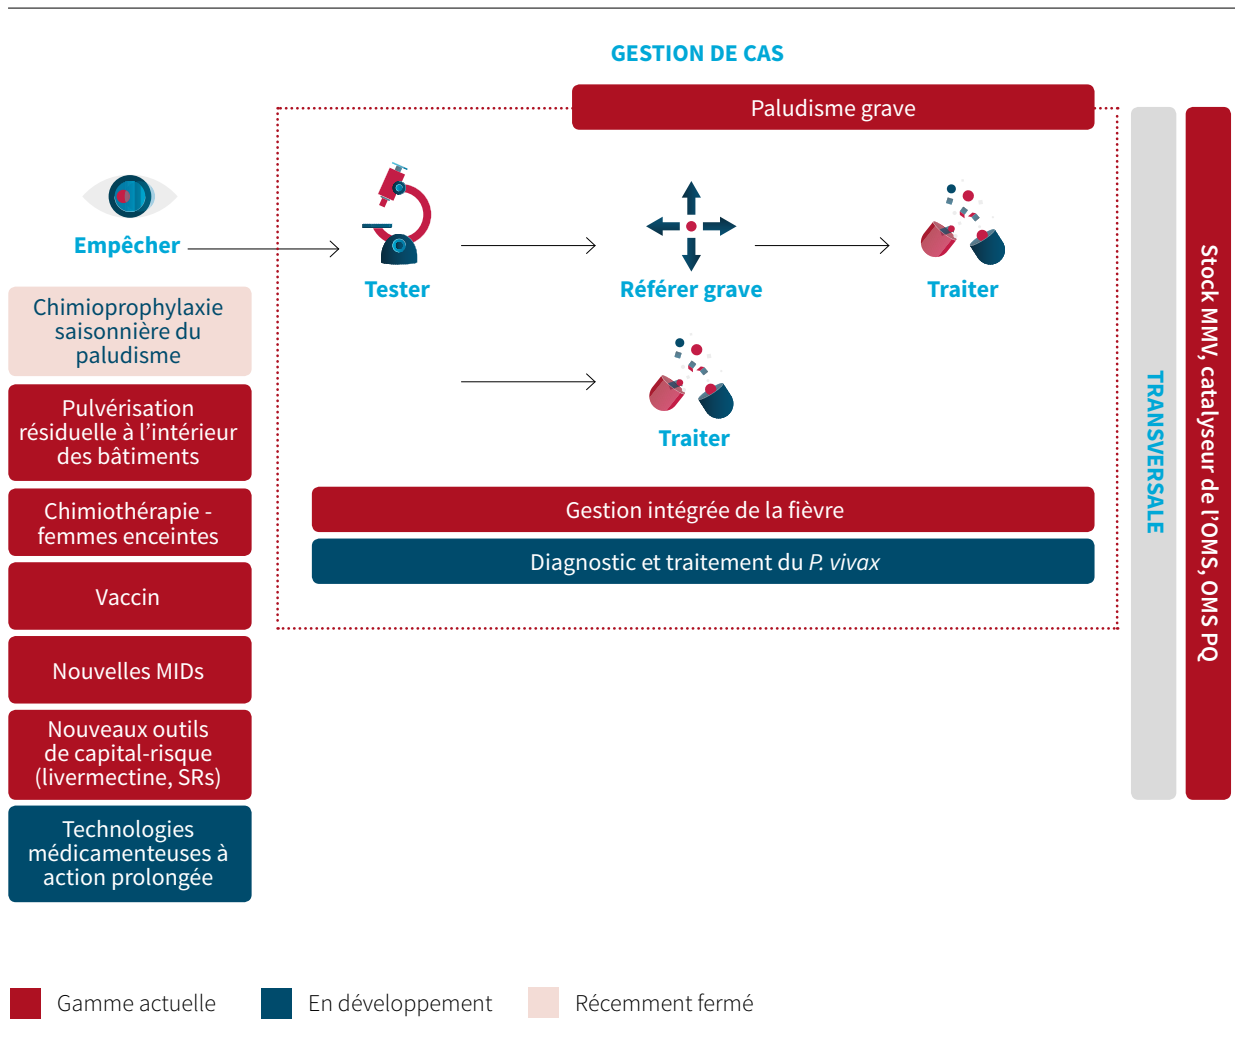 GESTION DE CAS
Paludisme grave
Empêcher
Tester
Référer grave
Traiter
Traiter
Chimioprophylaxie
saisonnière du
paludisme
Pulvérisation
résiduelle à l’intérieur
des bâtiments
Chimiothérapie -
femmes enceintes
Vaccin
Nouvelles MIDs
Nouveaux outils
de capital-risque
(livermectine, SRs)
Technologies
médicamenteuses à
action prolongée
Gestion intégrée de la fièvre
Diagnostic et traitement du P. vivax
TRANSVERSALE
Stock MMV, catalyseur de l’OMS, OMS PQ
Gamme actuelle
En développement
Récemment fermé